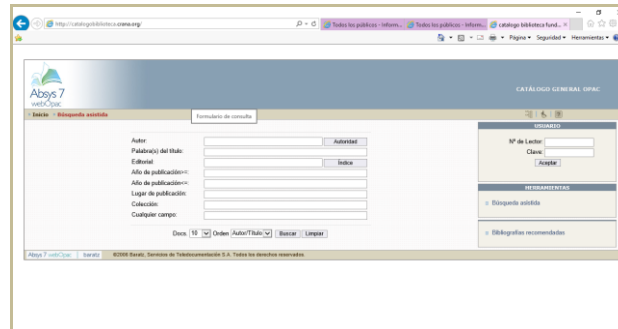 http://catalogobiblioteca.crena.org/
Todos los públicos - Inform...
Todos los públicos - Inform...
catalogo biblioteca fund...
Página
Seguridad
Herramientas
Absys 7
webOpac
CATÁLOGO GENERAL OPAC
Inicio
Búsqueda asistida
Formulario de consulta
USUARIO
Autor:
Autoridad
Nº de Lector:
Palabra(s) del título:
Clave:
Editorial:
Índice
Aceptar
Año de publicación>=:
Año de publicación<=:
Lugar de publicación:
HERRAMIENTAS
Colección:
Búsqueda asistida
Cualquier campo:
Docs. 10 Orden Autor/Título Buscar Limpiar
Bibliografías recomendadas
Absys 7 webOpac
baratz
©2008 Baratz, Servicios de Teledocumentación S.A. Todos los derechos reservados.